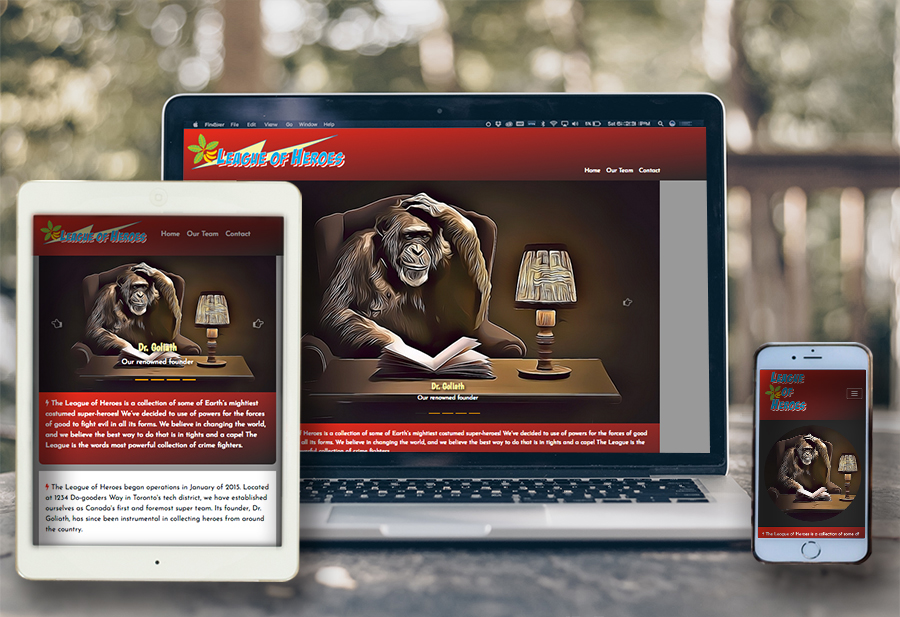 Finder File Edit View Go Window Help
League of Heroes
Home Our Team Contact
Dr. Goliath
Our renowned founder
Heroes is a collection of some of Earth's mightiest costumed super-heroes! We've decided to use of powers for the forces of good
all its forms. We believe in changing the world, and we believe the best way to do that is in tights and a cape! The League is the
most powerful collection of crime fighters.
League of Heroes
Home Our Team Contact
Dr. Goliath
Our renowned founder
The League of Heroes is a collection of some of Earth's mightiest
costumed super-heroes! We've decided to use of powers for the forces
of good to fight evil in all its forms. We believe in changing the world,
and we believe the best way to do that is in tights and a cape! The
League is the words most powerful collection of crime fighters.
The League of Heroes began operations in January of 2015. Located
at 1234 Do-gooders Way in Toronto's tech district, we have established
ourselves as Canada's first and foremost super team. Its founder, Dr.
Goliath, has since been instrumental in collecting heroes from around
the country.
League
of
Heroes
The League of Heroes is a collection of some of